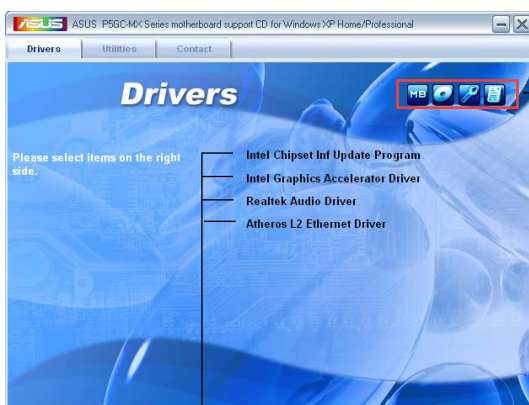 ASUS ASUS P5GC-MX Series motherboard support CD for Windows XP Home/Professional
Drivers Utilities Contact
Drivers
MB
Please select items on the right
side.
Intel Chipset Inf Update Program
Intel Graphics Accelerator Driver
Realtek Audio Driver
Atheros L2 Ethernet Driver